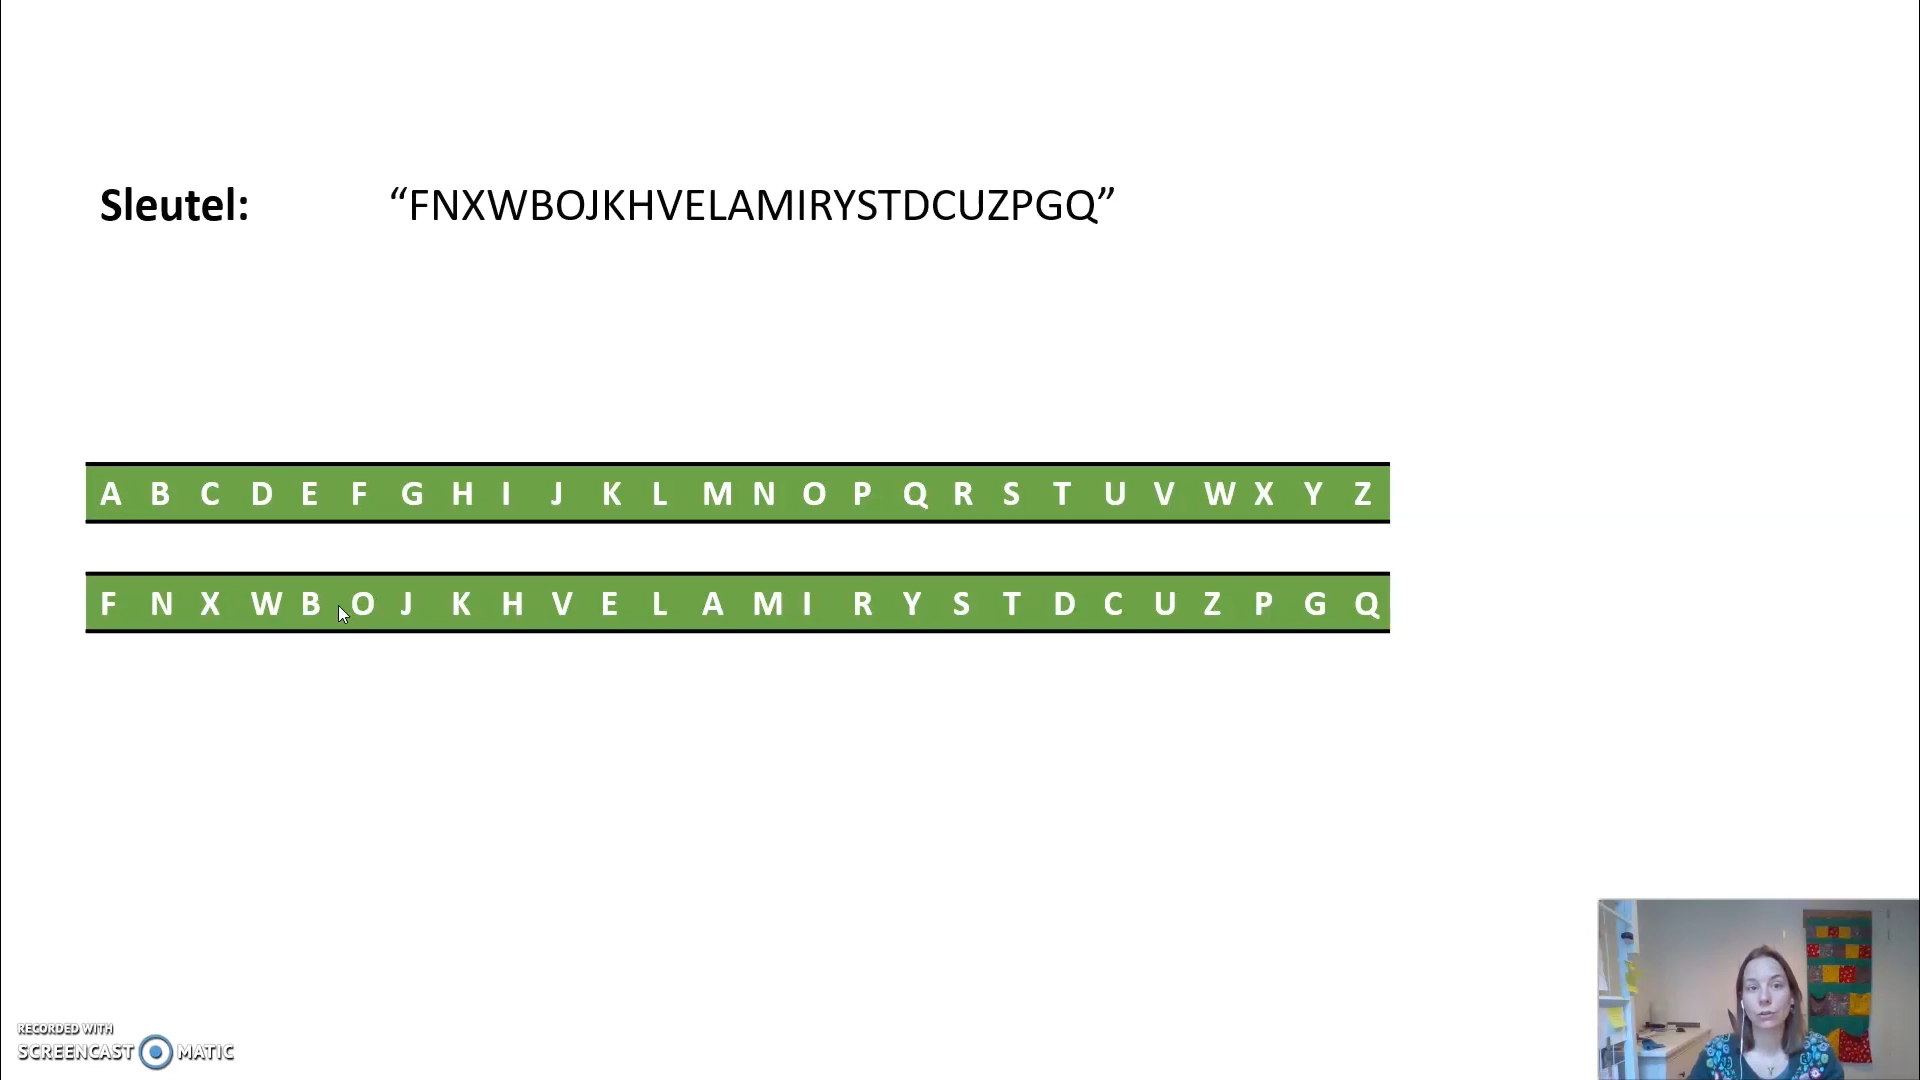 Sleutel: “FNXWBOJKHVELAMIRYSTDCUZPGQ”
A B C D E F G H I J K L M N O P Q R S T U V W X Y Z
F N X W B O J K H V E L A M I R Y S T D C U Z P G Q
RECORDED WITH
SCREENCAST MATIC